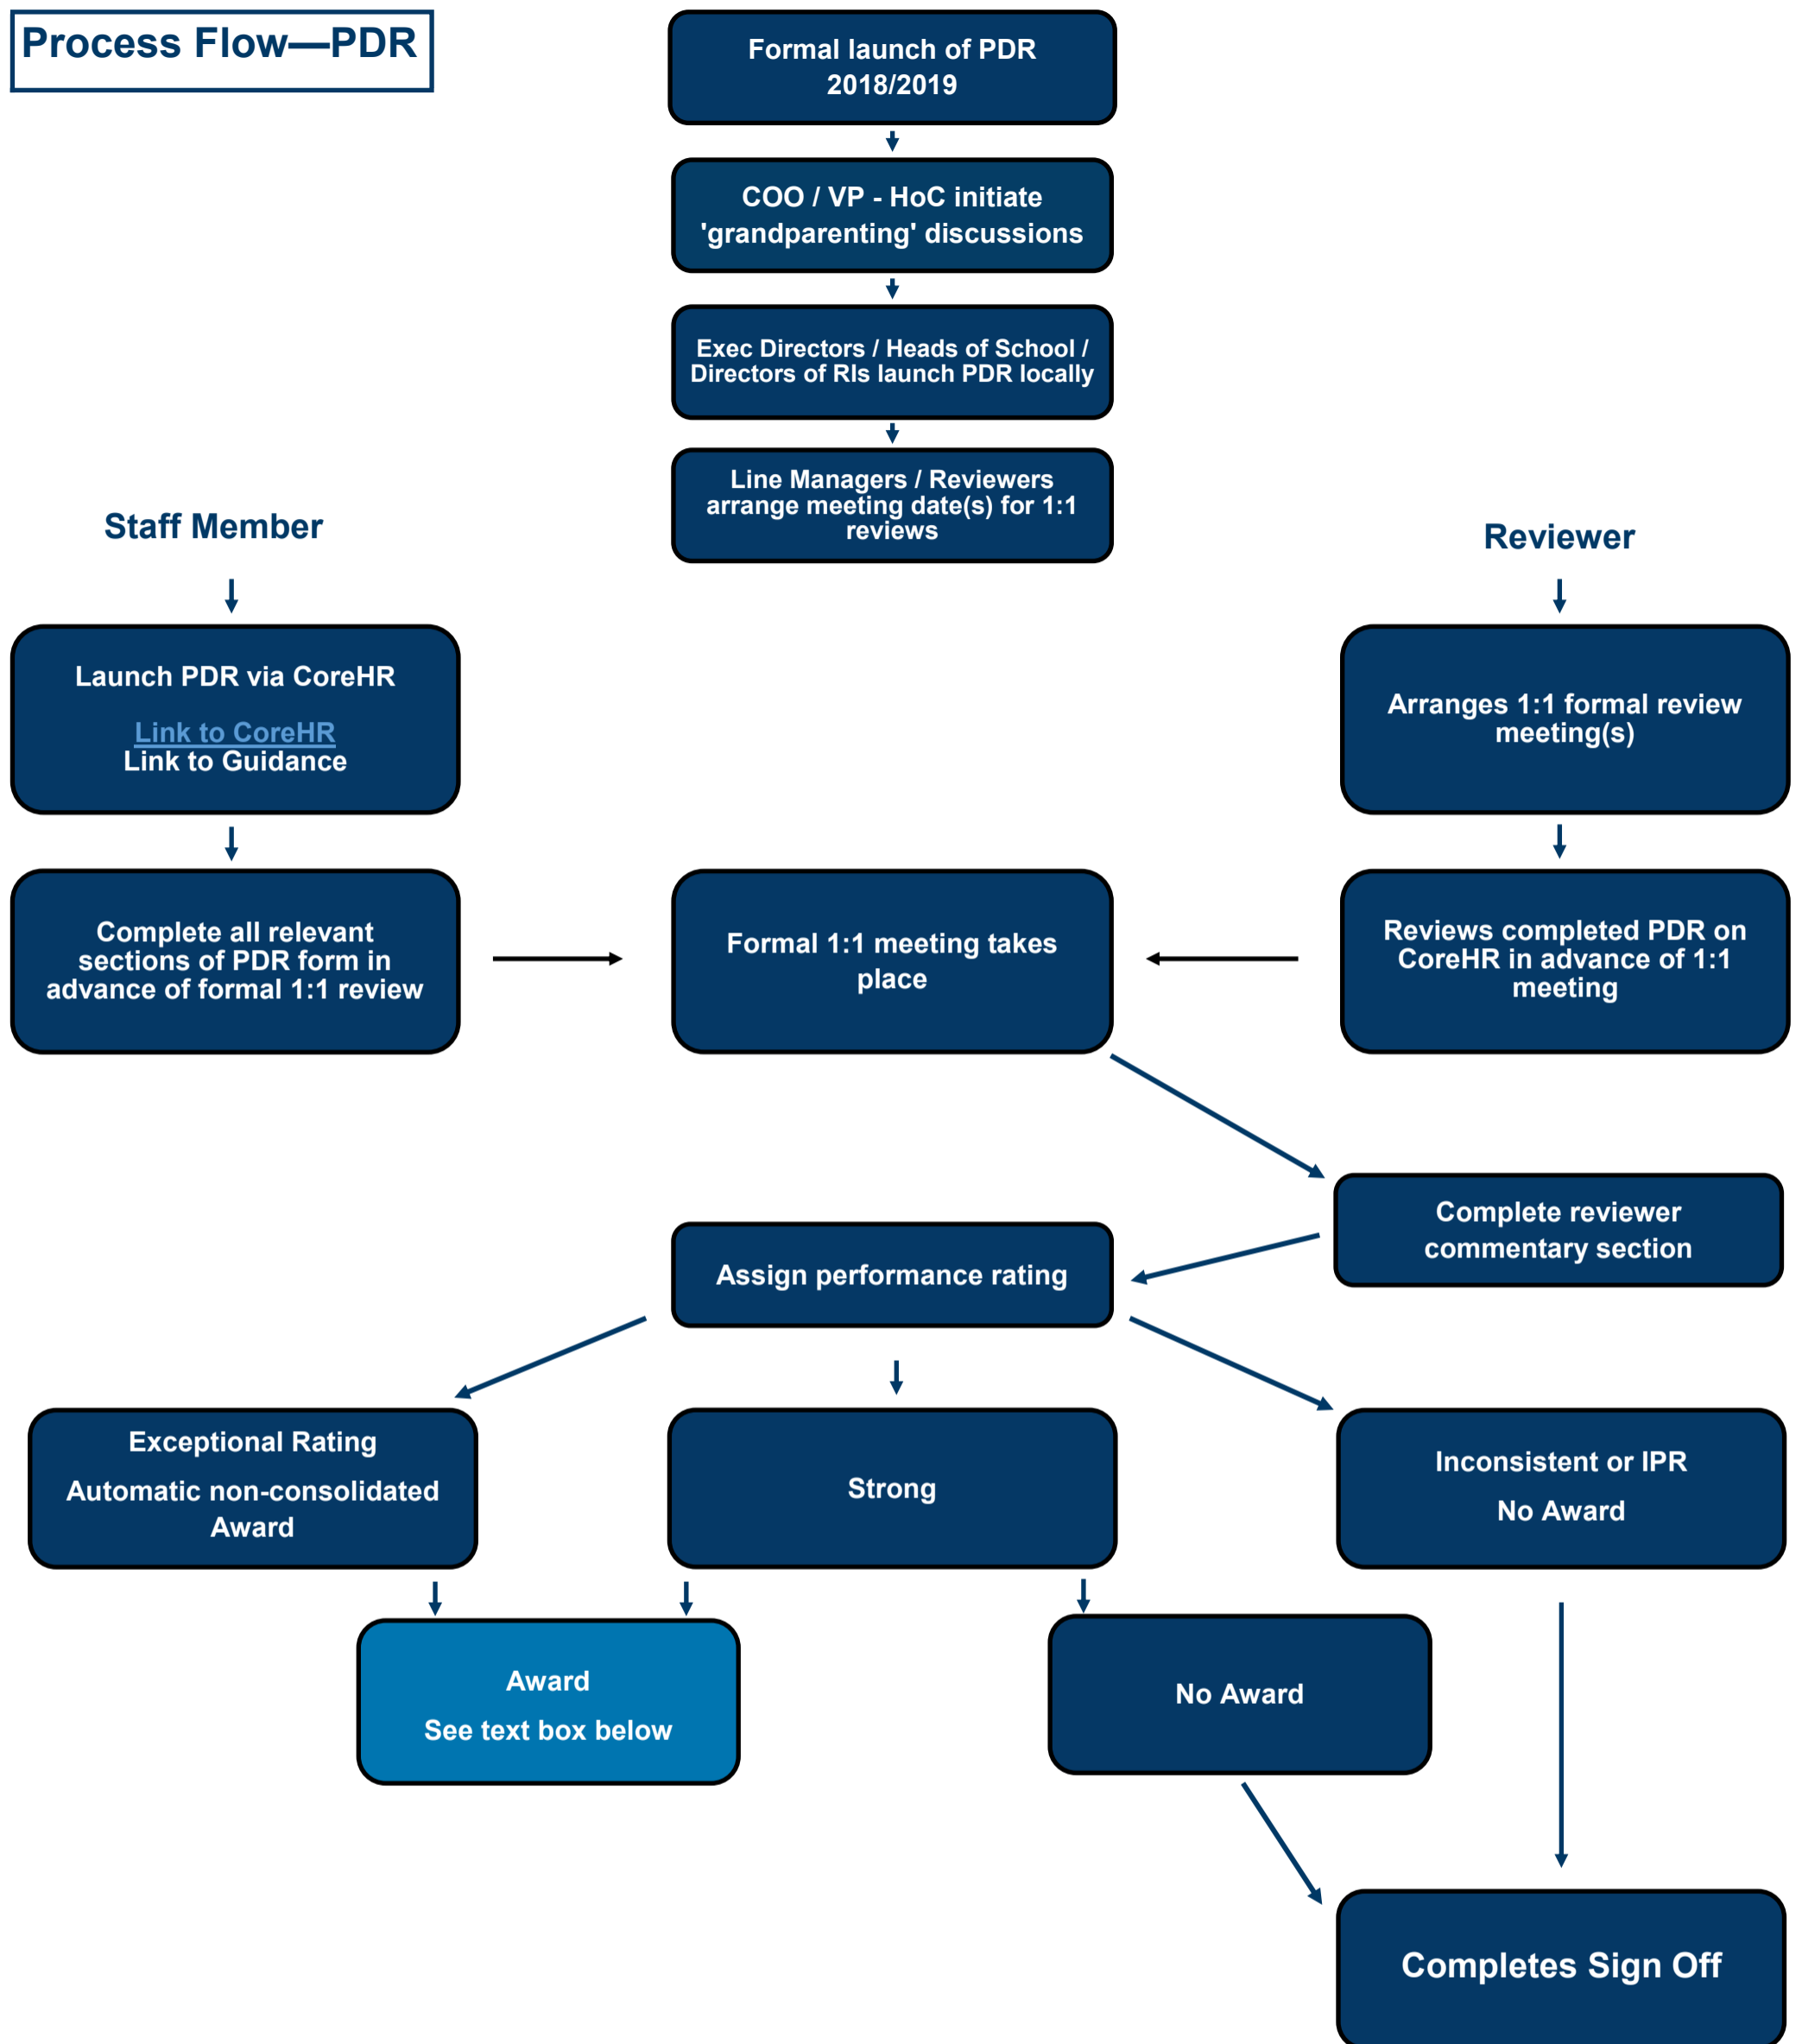 Process Flow—PDR
Formal launch of PDR
2018/2019
COO / VP - HoC initiate
'grandparenting' discussions
Exec Directors / Heads of School /
Directors of RIs launch PDR locally
Line Managers / Reviewers
arrange meeting date(s) for 1:1
reviews
Staff Member
Reviewer
Launch PDR via CoreHR
Link to CoreHR
Link to Guidance
Arranges 1:1 formal review
meeting(s)
Complete all relevant
sections of PDR form in
advance of formal 1:1 review
Formal 1:1 meeting takes
place
Reviews completed PDR on
CoreHR in advance of 1:1
meeting
Complete reviewer
commentary section
Assign performance rating
Exceptional Rating
Automatic non-consolidated
Award
Strong
Inconsistent or IPR
No Award
Award
See text box below
No Award
Completes Sign Off